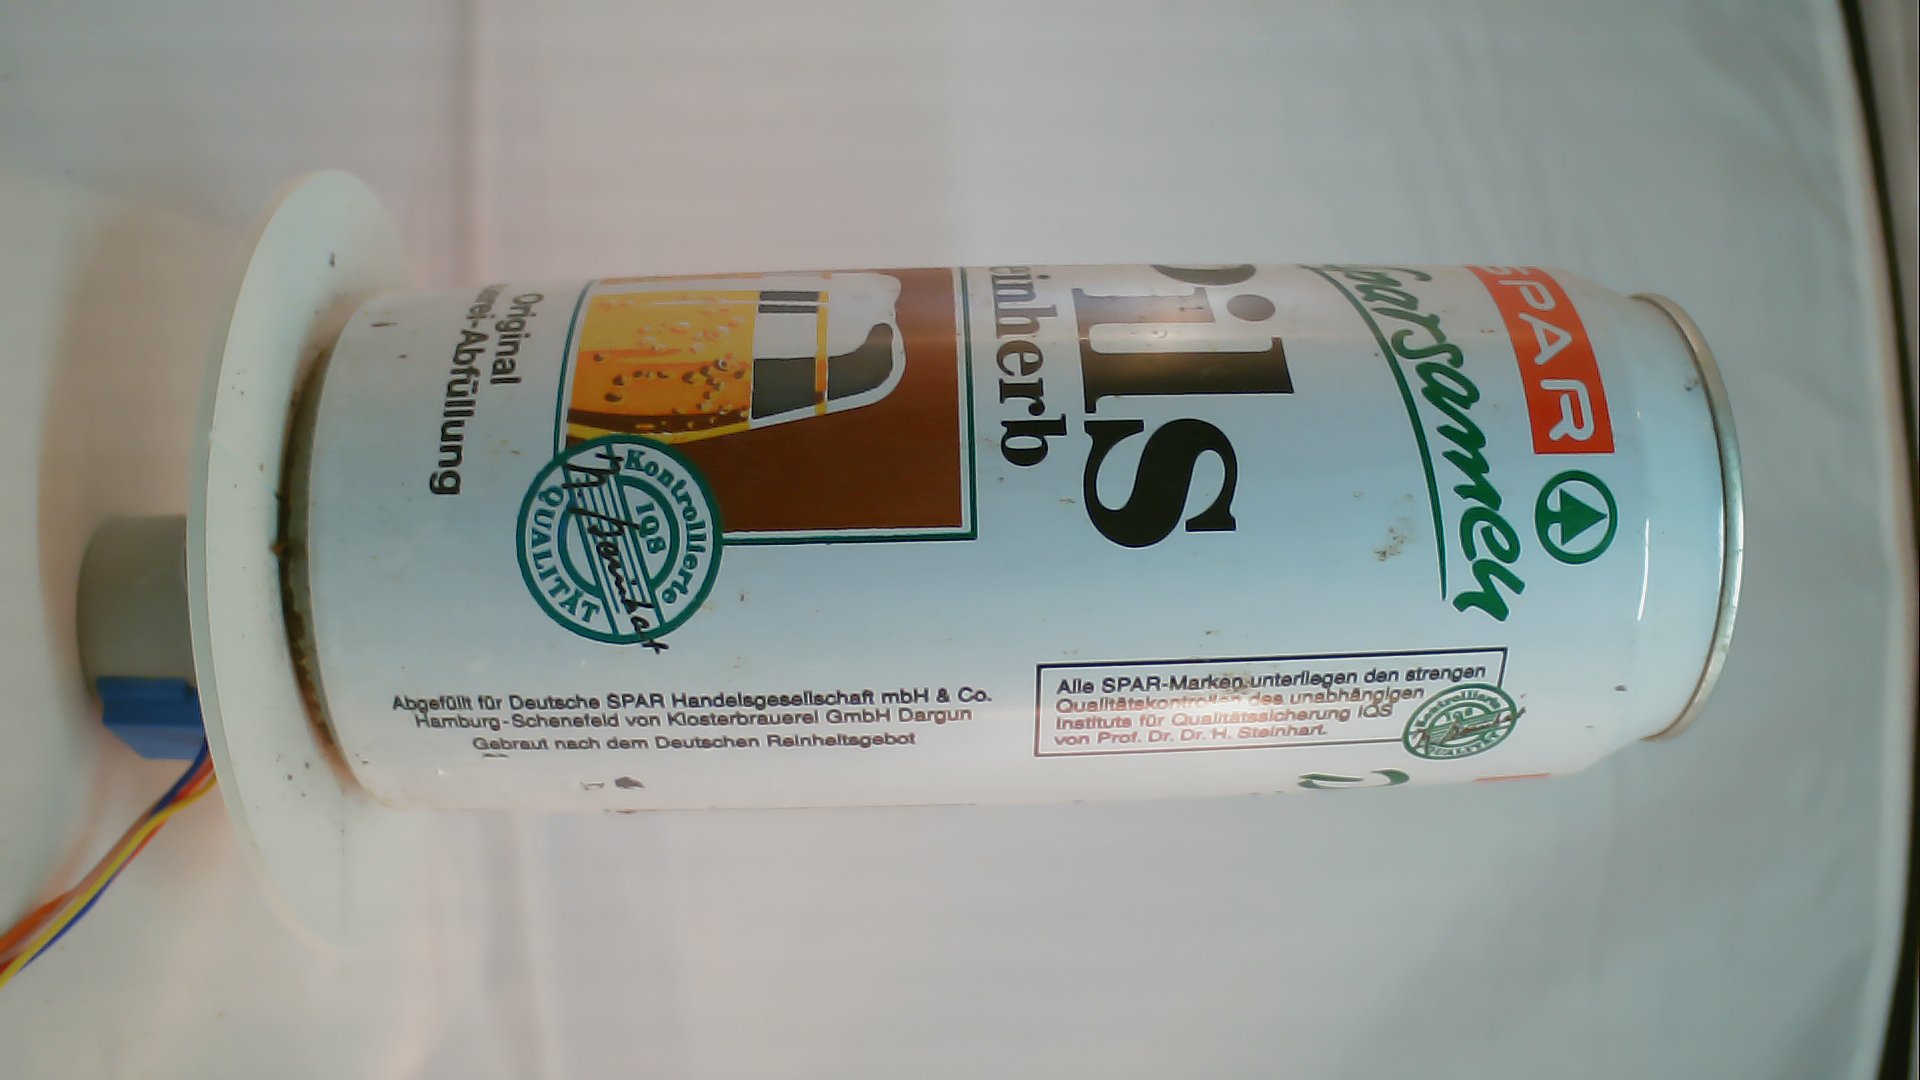 SPAR
Sparsamer
Pils
einherb
Original
erei-Abfüllung
Kontrollierte
IQS
QUALITÄT
Alle SPAR-Marken unterliegen den strengen
Qualitätskontrollen des unabhängigen
Instituts für Qualitätssicherung IQS
von Prof. Dr. Dr. H. Steinhart.
Abgefüllt für Deutsche SPAR Handelsgesellschaft mbH & Co.
Hamburg-Schenefeld von Klosterbrauerei GmbH Dargun
Gebraut nach dem Deutschen Reinheitsgebot